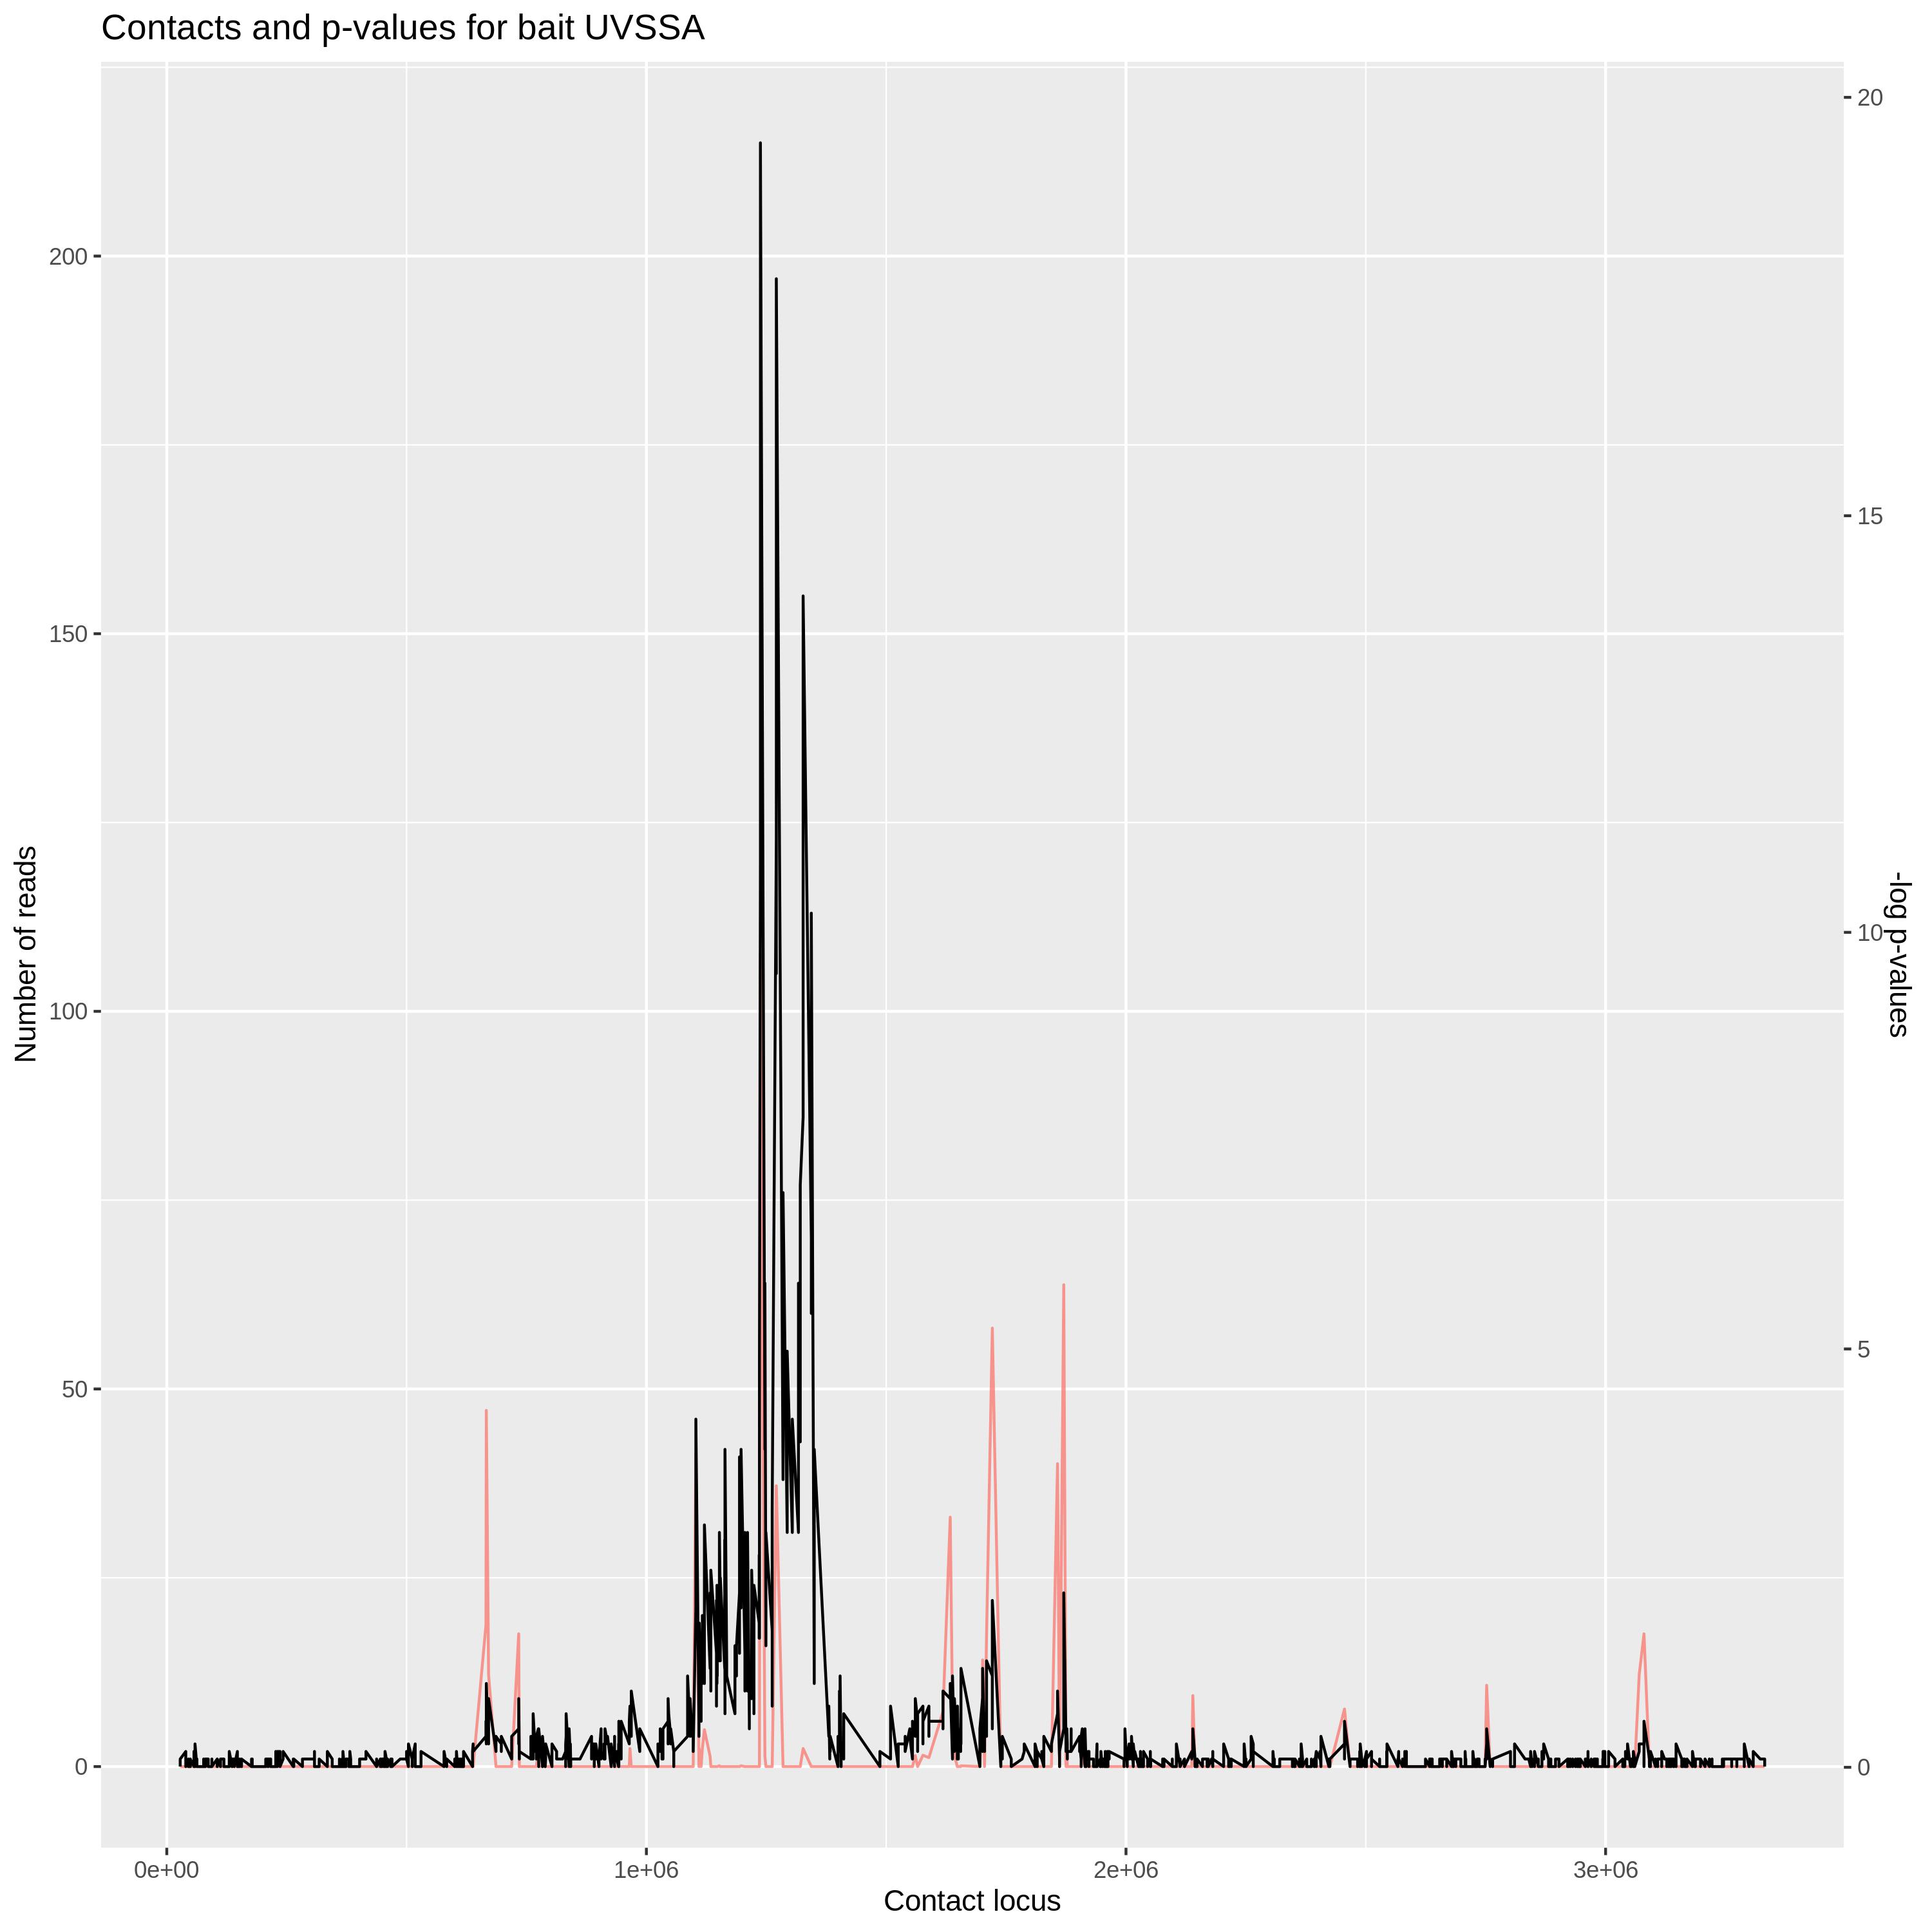 Contacts and p-values for bait UVSSA
200
150
100
50
0
Number of reads
20
15
10
5
0
-log p-values
0e+00 1e+06 2e+06 3e+06
Contact locus